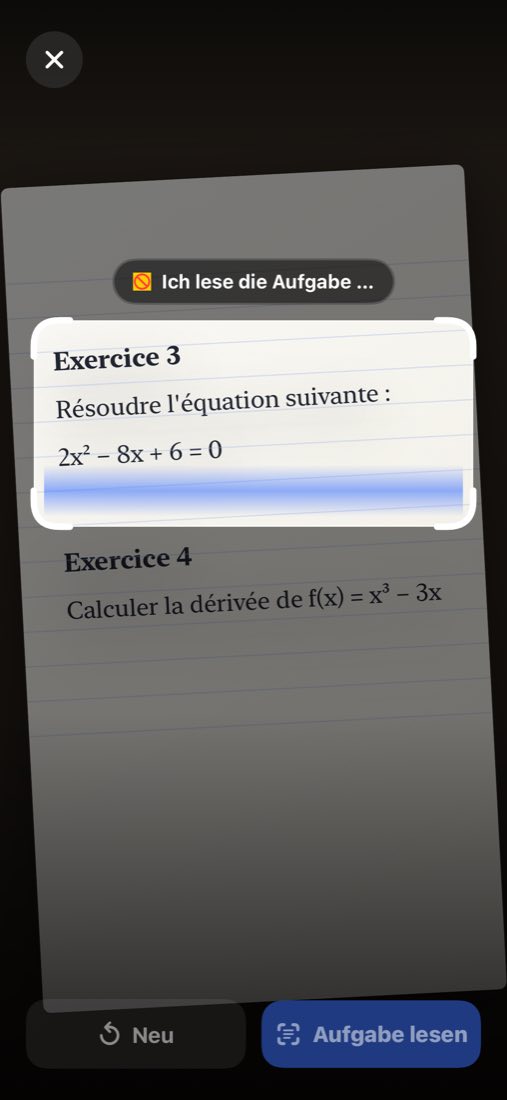 Ich lese die Aufgabe ...
Exercice 3
Résoudre l'équation suivante :
2x² − 8x + 6 = 0
Exercice 4
Calculer la dérivée de f(x) = x³ − 3x
Neu
Aufgabe lesen